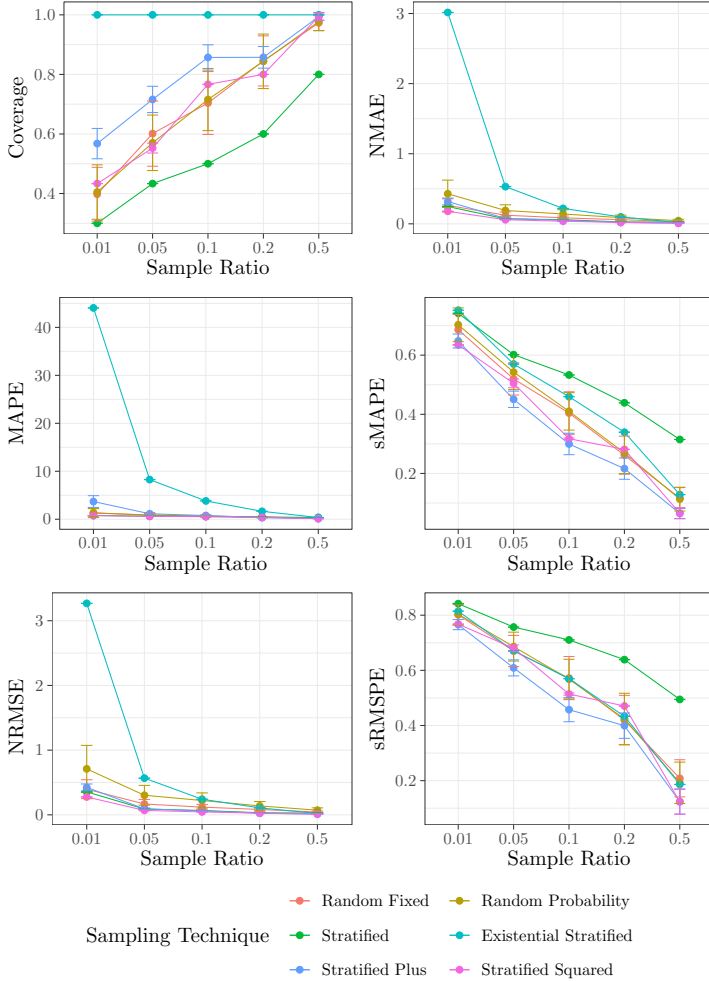 Coverage
1.0
0.8
0.6
0.4
0.01 0.05 0.1 0.2 0.5
Sample Ratio
NMAE
3
2
1
0
0.01 0.05 0.1 0.2 0.5
Sample Ratio
MAPE
40
30
20
10
0
0.01 0.05 0.1 0.2 0.5
Sample Ratio
sMAPE
0.6
0.4
0.2
0.01 0.05 0.1 0.2 0.5
Sample Ratio
NRMSE
3
2
1
0
0.01 0.05 0.1 0.2 0.5
Sample Ratio
sRMSPE
0.8
0.6
0.4
0.2
0.01 0.05 0.1 0.2 0.5
Sample Ratio
Sampling Technique
Random Fixed
Random Probability
Stratified
Existential Stratified
Stratified Plus
Stratified Squared